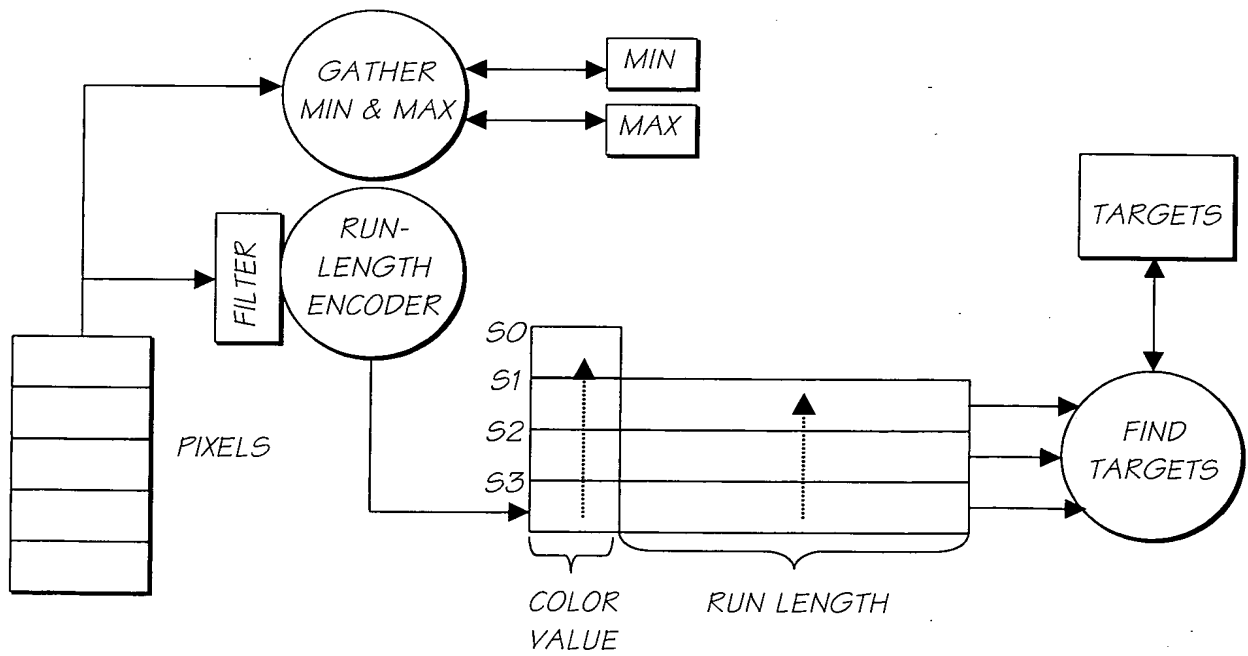 GATHER
MIN & MAX
MIN
MAX
TARGETS
FILTER
RUN-
LENGTH
ENCODER
PIXELS
S0
S1
S2
S3
FIND
TARGETS
COLOR
VALUE
RUN LENGTH